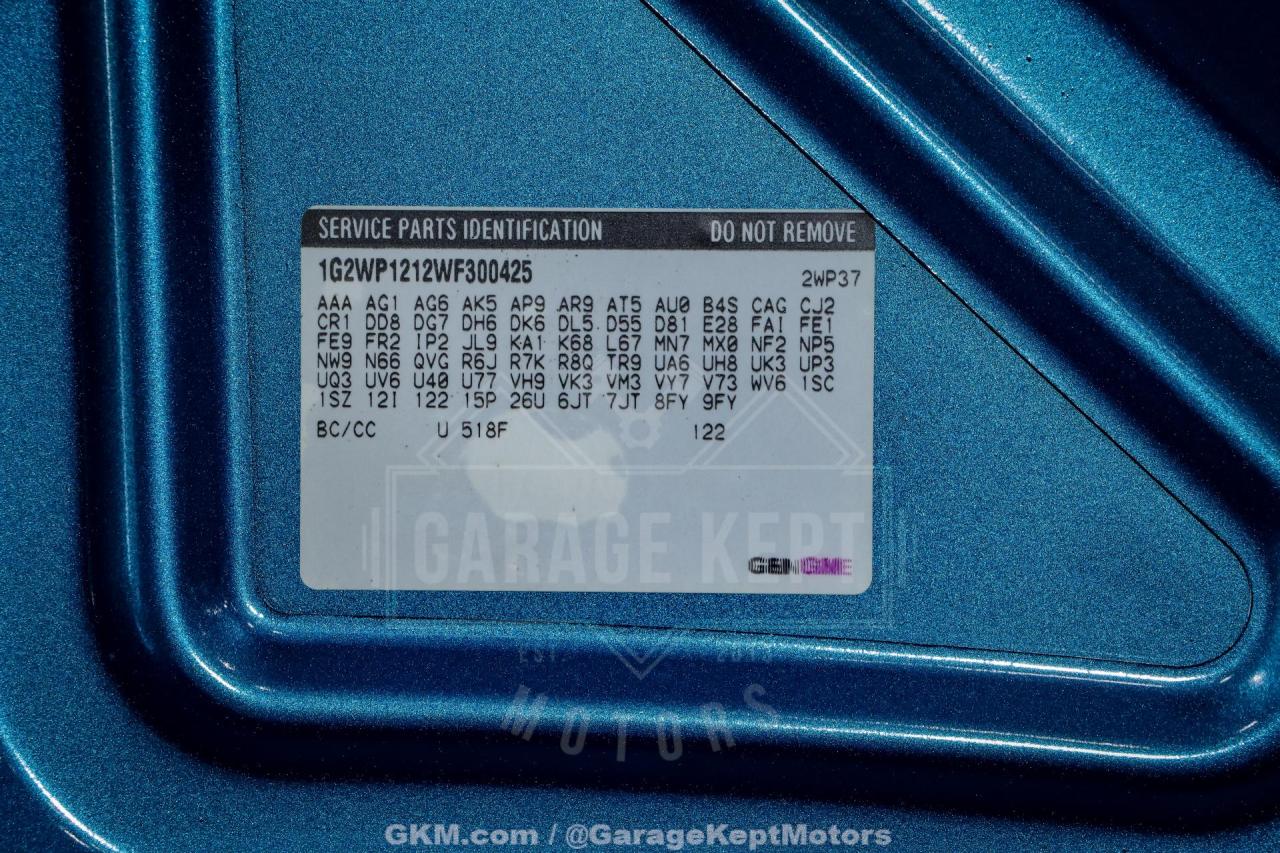 SERVICE PARTS IDENTIFICATION DO NOT REMOVE
1G2WP1212WF300425 2WP37
AAA AG1 AG6 AK5 AP9 AR9 AT5 AU0 B4S CAG CJ2
CR1 DD8 DG7 DH6 DK6 DL5 D55 D81 E28 FAI FE1
FE9 FR2 IP2 JL9 KA1 K68 L67 MN7 MX0 NF2 NP5
NW9 N66 QVG R6J R7K R8Q TR9 UA6 UH8 UK3 UP3
UQ3 UV6 U40 U77 VH9 VK3 VM3 VY7 V73 WV6 1SC
1SZ 12I 122 15P 26U 6JT 7JT 8FY 9FY
BC/CC U 518F 122
GARAGE KEPT
EST.
MOTORS
GKM.com / @GarageKeptMotors